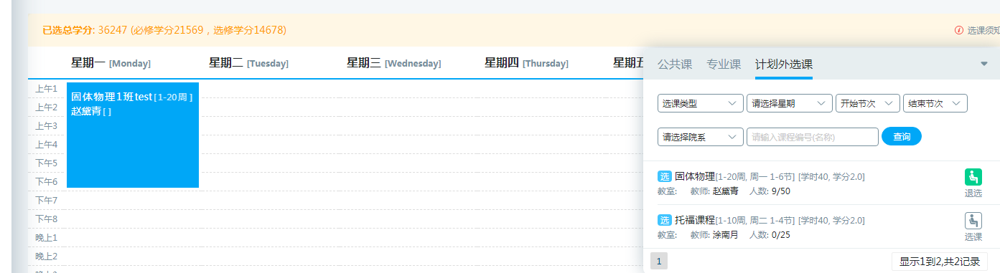 已选总学分: 36247 (必修学分21569，选修学分14678)
选课须知
星期一 [Monday] 星期二 [Tuesday] 星期三 [Wednesday] 星期四 [Thursday] 星期五
公共课 专业课 计划外选课
上午1
固体物理1班test[1-20周 ]
赵黛青[ ]
上午2
上午3
上午4
下午5
下午6
下午7
下午8
晚上1
晚上2
选课类型 请选择星期 开始节次 结束节次
请选择院系 请输入课程编号(名称) 查询
选 固体物理[1-20周, 周一 1-6节] [学时40, 学分2.0]
教室: 教师: 赵黛青 人数: 9/50
退选
选 托福课程[1-10周, 周二 1-4节] [学时40, 学分2.0]
教室: 教师: 涂南月 人数: 0/25
选课
1 显示1到2,共2记录